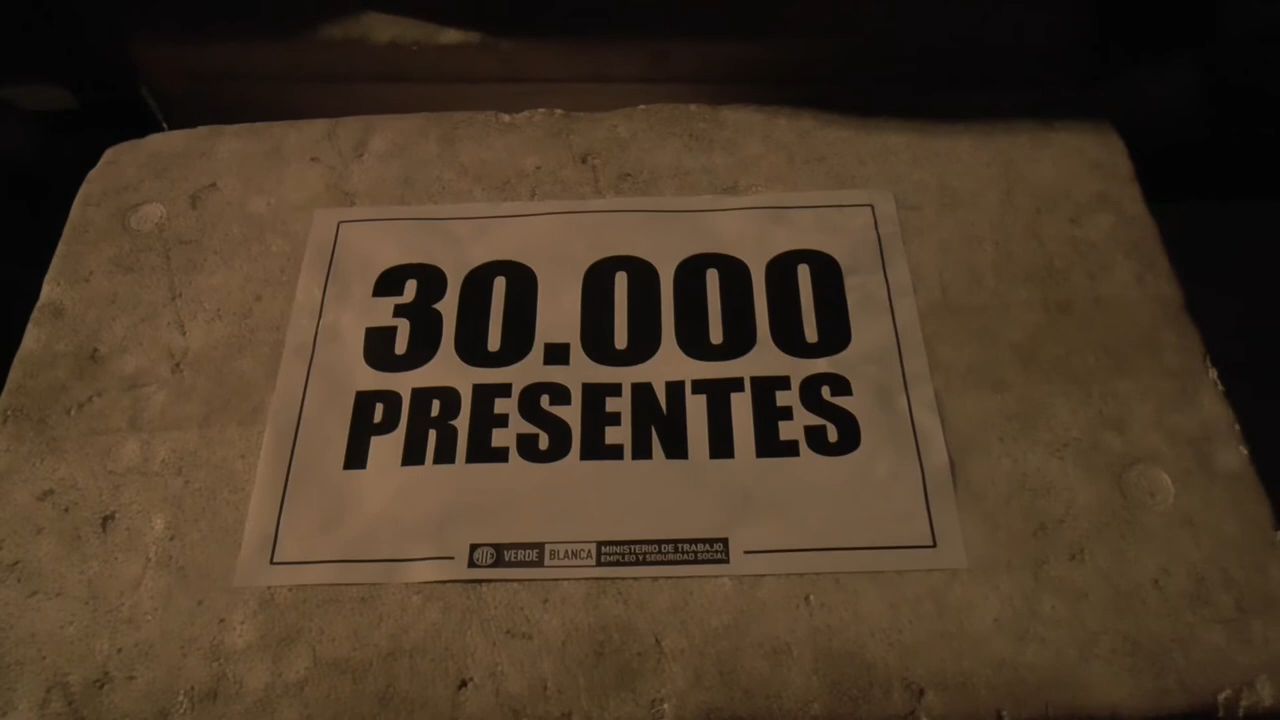 30.000
PRESENTES
ATE VERDE BLANCA MINISTERIO DE TRABAJO,
EMPLEO Y SEGURIDAD SOCIAL